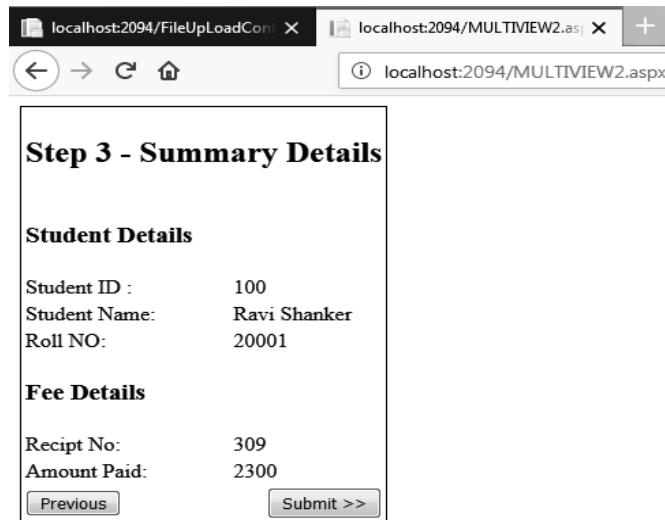 localhost:2094/FileUpLoadCont
localhost:2094/MULTIVIEW2.asp
localhost:2094/MULTIVIEW2.aspx
Step 3 - Summary Details
Student Details
Student ID : 100
Student Name: Ravi Shanker
Roll NO: 20001
Fee Details
Recipt No: 309
Amount Paid: 2300
Previous Submit >>